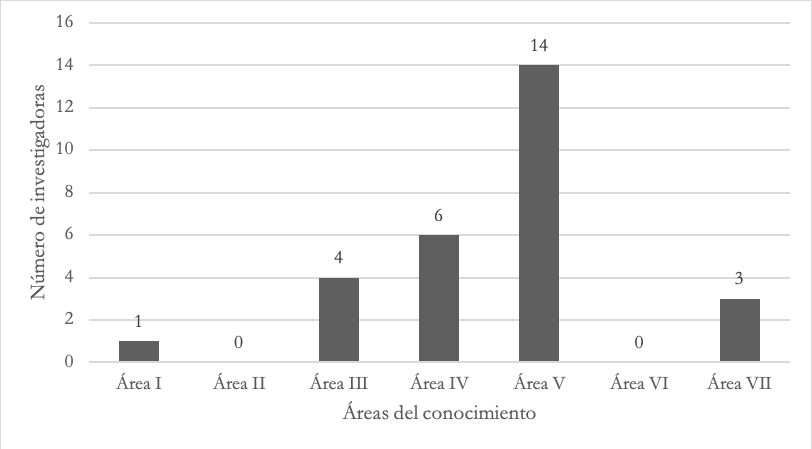 16
14
12
10
8
6
4
2
0
Número de investigadoras
1
0
4
6
14
0
3
Área I
Área II
Área III
Área IV
Área V
Área VI
Área VII
Áreas del conocimiento